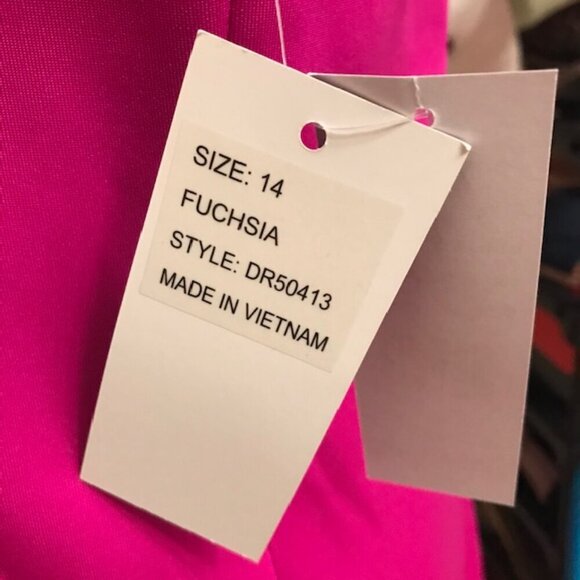 SIZE: 14
FUCHSIA
STYLE: DR50413
MADE IN VIETNAM